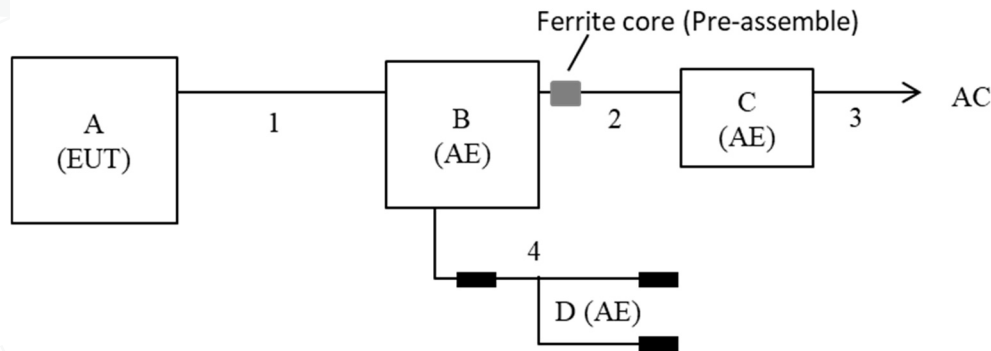 Ferrite core (Pre-assemble)
A
(EUT)
1
B
(AE)
2
C
(AE)
3
AC
4
D (AE)